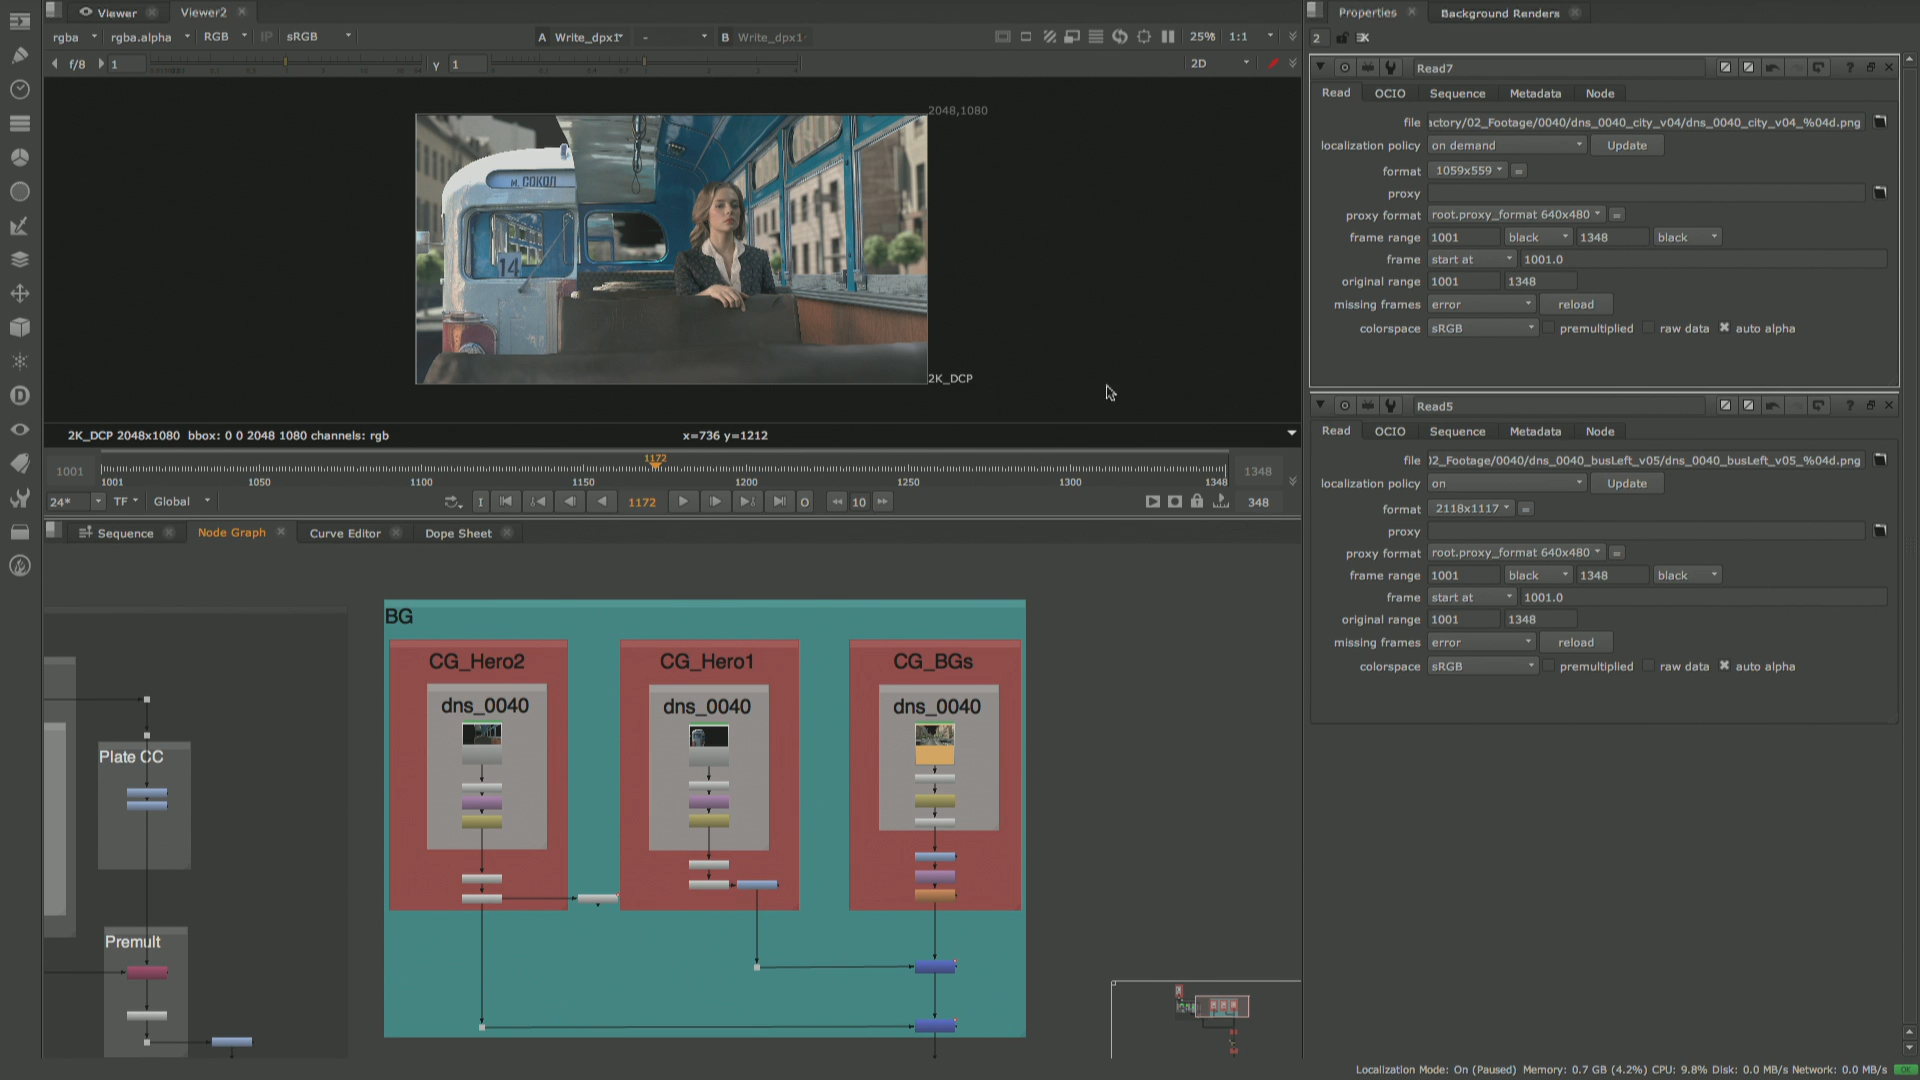 Viewer
Viewer2
rgba
rgba.alpha
RGB
IP
sRGB
A Write_dpx1
-
B Write_dpx1
25%
1:1
f/8
1
y
1
2D
2048,1080
м. СОКОЛ
14
2K_DCP
2K_DCP 2048x1080 bbox: 0 0 2048 1080 channels: rgb
x=736 y=1212
1001
1172
1348
1001
1050
1100
1150
1200
1250
1300
1348
24*
TF
Global
I
1172
O
10
348
Sequence
Node Graph
Curve Editor
Dope Sheet
BG
CG_Hero2
CG_Hero1
CG_BGs
dns_0040
dns_0040
dns_0040
Plate CC
Premult
Properties
Background Renders
2
Read7
Read
OCIO
Sequence
Metadata
Node
file
actory/02_Footage/0040/dns_0040_city_v04/dns_0040_city_v04_%04d.png
localization policy
on demand
Update
format
1059x559
=
proxy
proxy format
root.proxy_format 640x480
=
frame range
1001
black
1348
black
frame
start at
1001.0
original range
1001
1348
missing frames
error
reload
colorspace
sRGB
premultiplied
raw data
auto alpha
Read5
Read
OCIO
Sequence
Metadata
Node
file
02_Footage/0040/dns_0040_busLeft_v05/dns_0040_busLeft_v05_%04d.png
localization policy
on
Update
format
2118x1117
=
proxy
proxy format
root.proxy_format 640x480
=
frame range
1001
black
1348
black
frame
start at
1001.0
original range
1001
1348
missing frames
error
reload
colorspace
sRGB
premultiplied
raw data
auto alpha
Localization Mode: On (Paused) Memory: 0.7 GB (4.2%) CPU: 9.8% Disk: 0.0 MB/s Network: 0.0 MB/s
OK